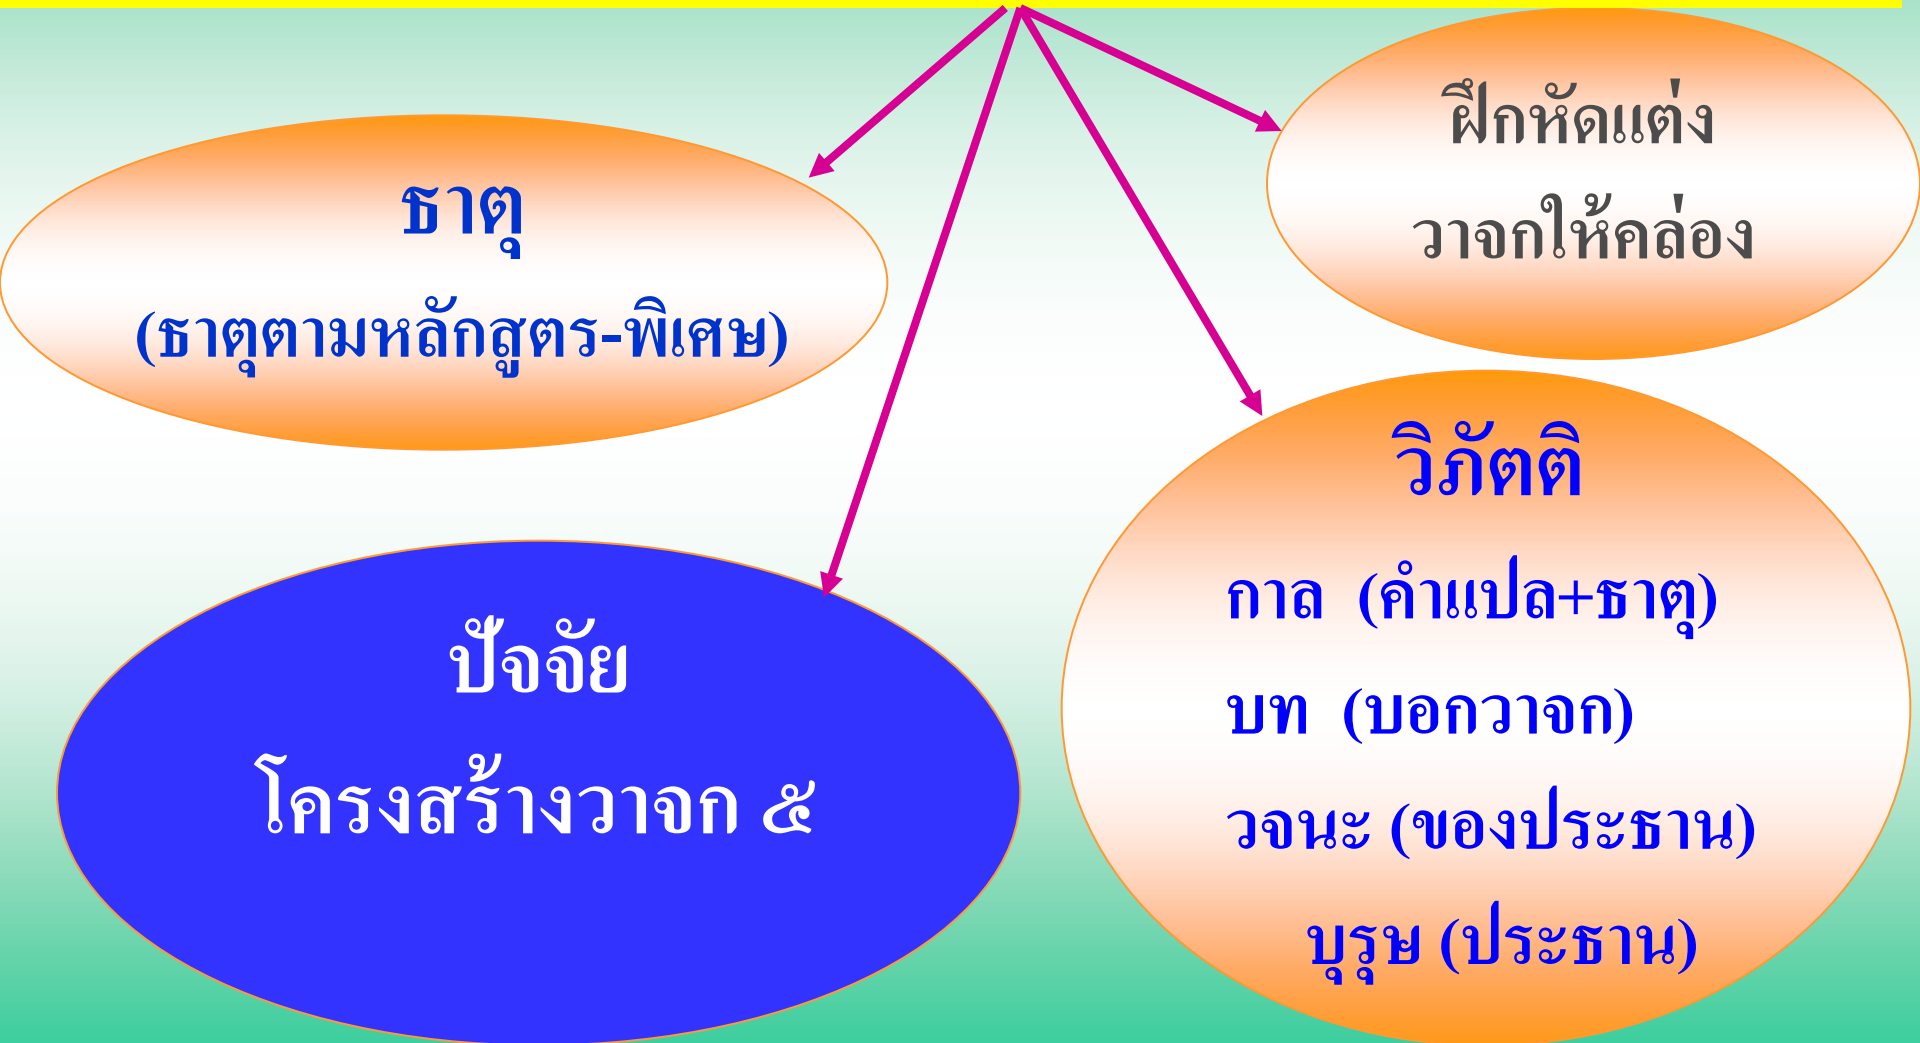 ธาตุ
(ธาตุตามหลักสูตร-พิเศษ)
ฝึกหัดแต่ง
วาจกให้คล่อง
ปัจจัย
โครงสร้างวาจก ๕
วิภัตติ
กาล (คำแปล+ธาตุ)
บท (บอกวาจก)
วจนะ (ของประธาน)
บุรุษ (ประธาน)